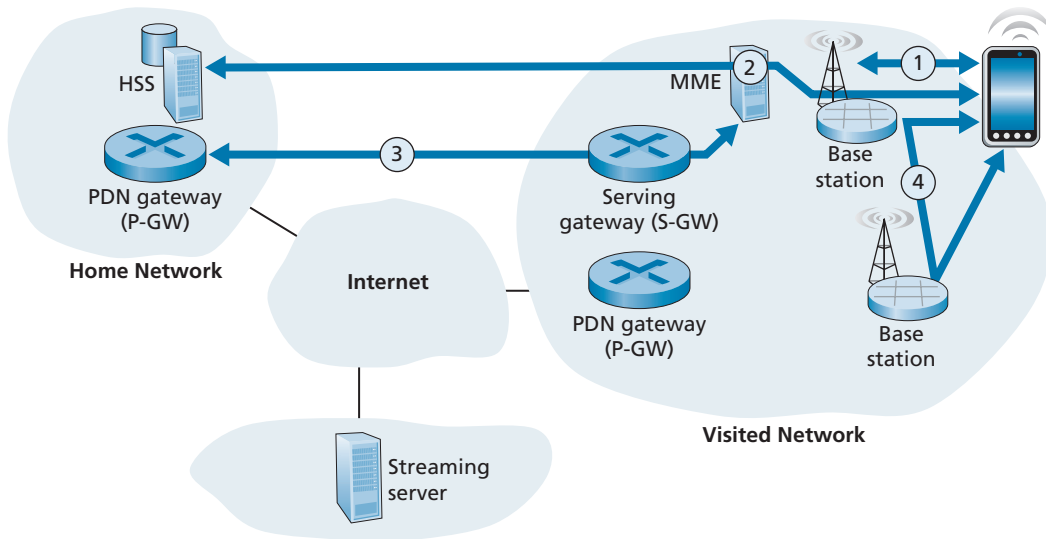 HSS
MME
2
1
3
PDN gateway
(P-GW)
Home Network
Serving
gateway (S-GW)
Base
station
4
Internet
PDN gateway
(P-GW)
Base
station
Visited Network
Streaming
server